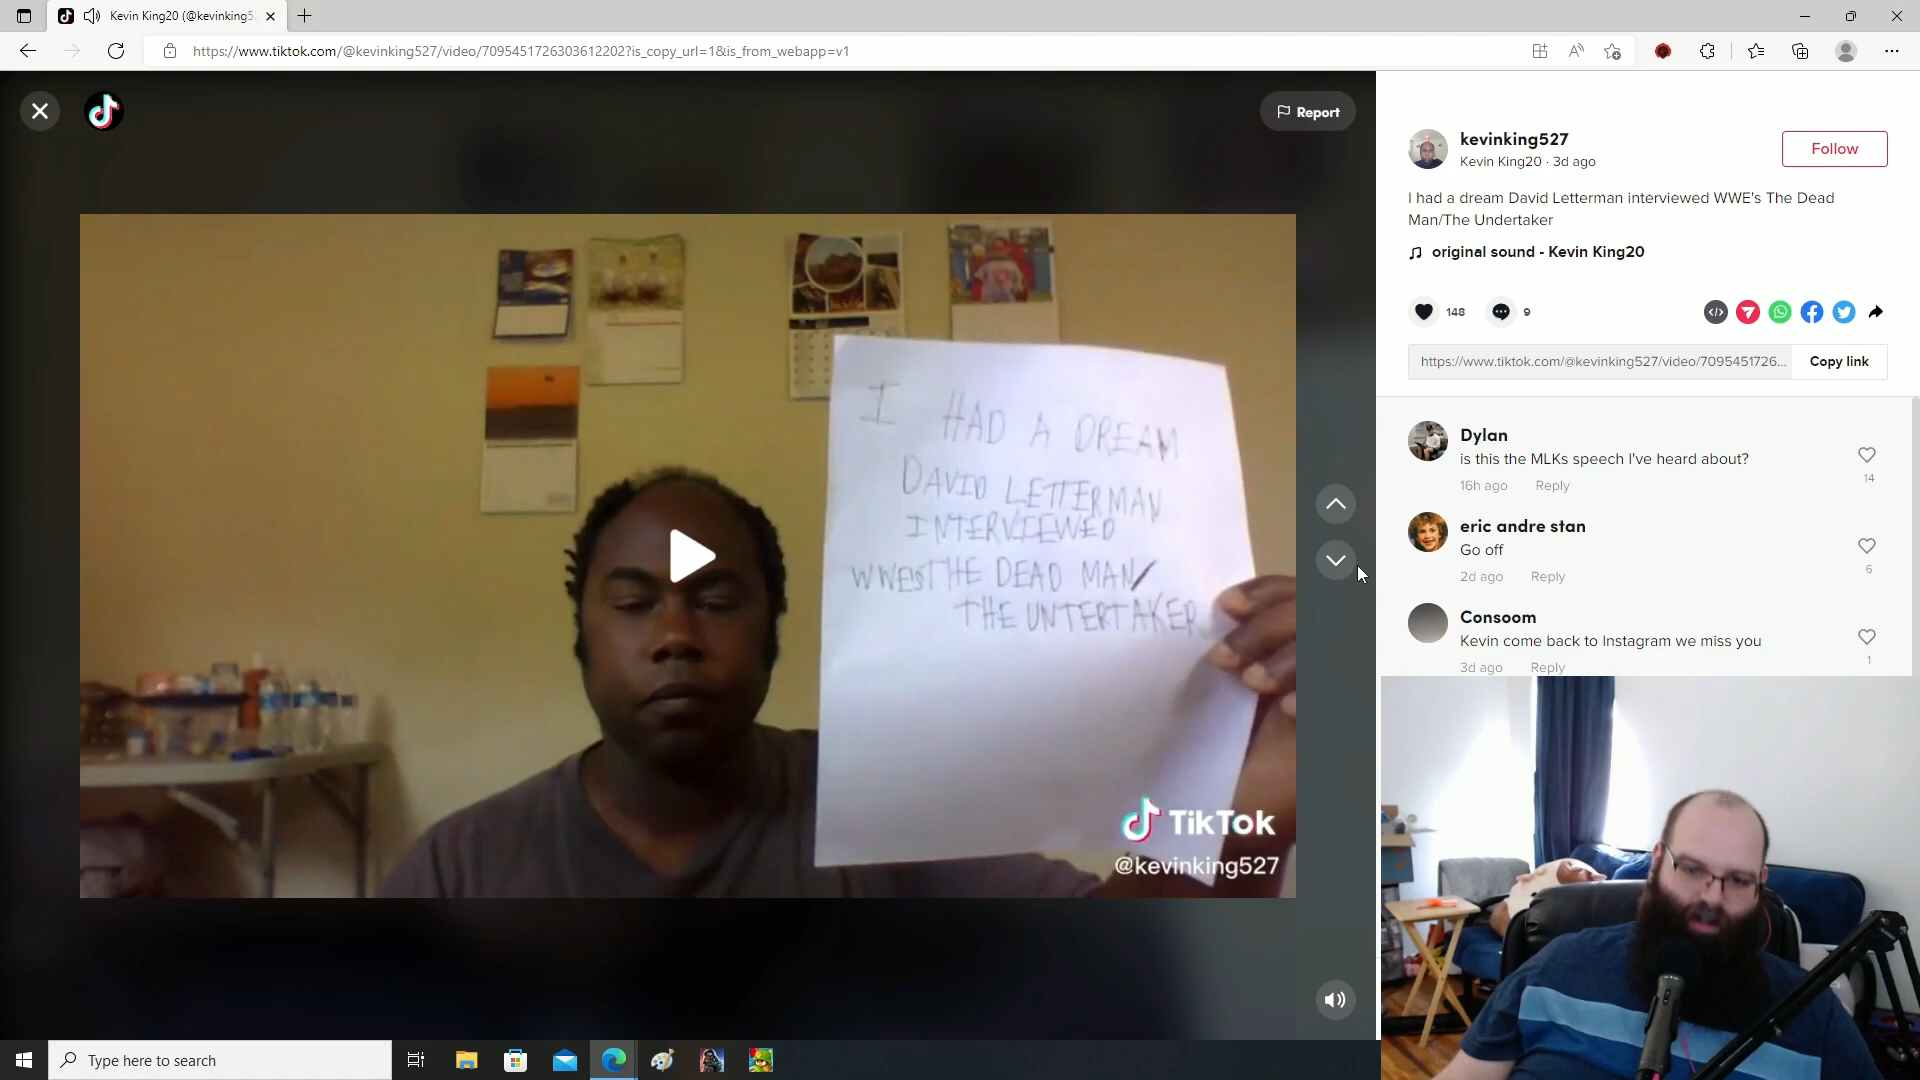 Kevin King20 (@kevinking52
https://www.tiktok.com/@kevinking527/video/7095451726303612202?is_copy_url=1&is_from_webapp=v1
Report
I HAD A DREAM
DAVID LETTERMAN
INTERVIEWED
WWES THE DEAD MAN/
THE UNTERTAKER
TikTok
@kevinking527
kevinking527
Kevin King20 · 3d ago
Follow
I had a dream David Letterman interviewed WWE's The Dead
Man/The Undertaker
original sound - Kevin King20
148
9
https://www.tiktok.com/@kevinking527/video/7095451726...
Copy link
Dylan
is this the MLKs speech I've heard about?
16h ago Reply
14
eric andre stan
Go off
2d ago Reply
6
Consoom
Kevin come back to Instagram we miss you
3d ago Reply
1
Type here to search